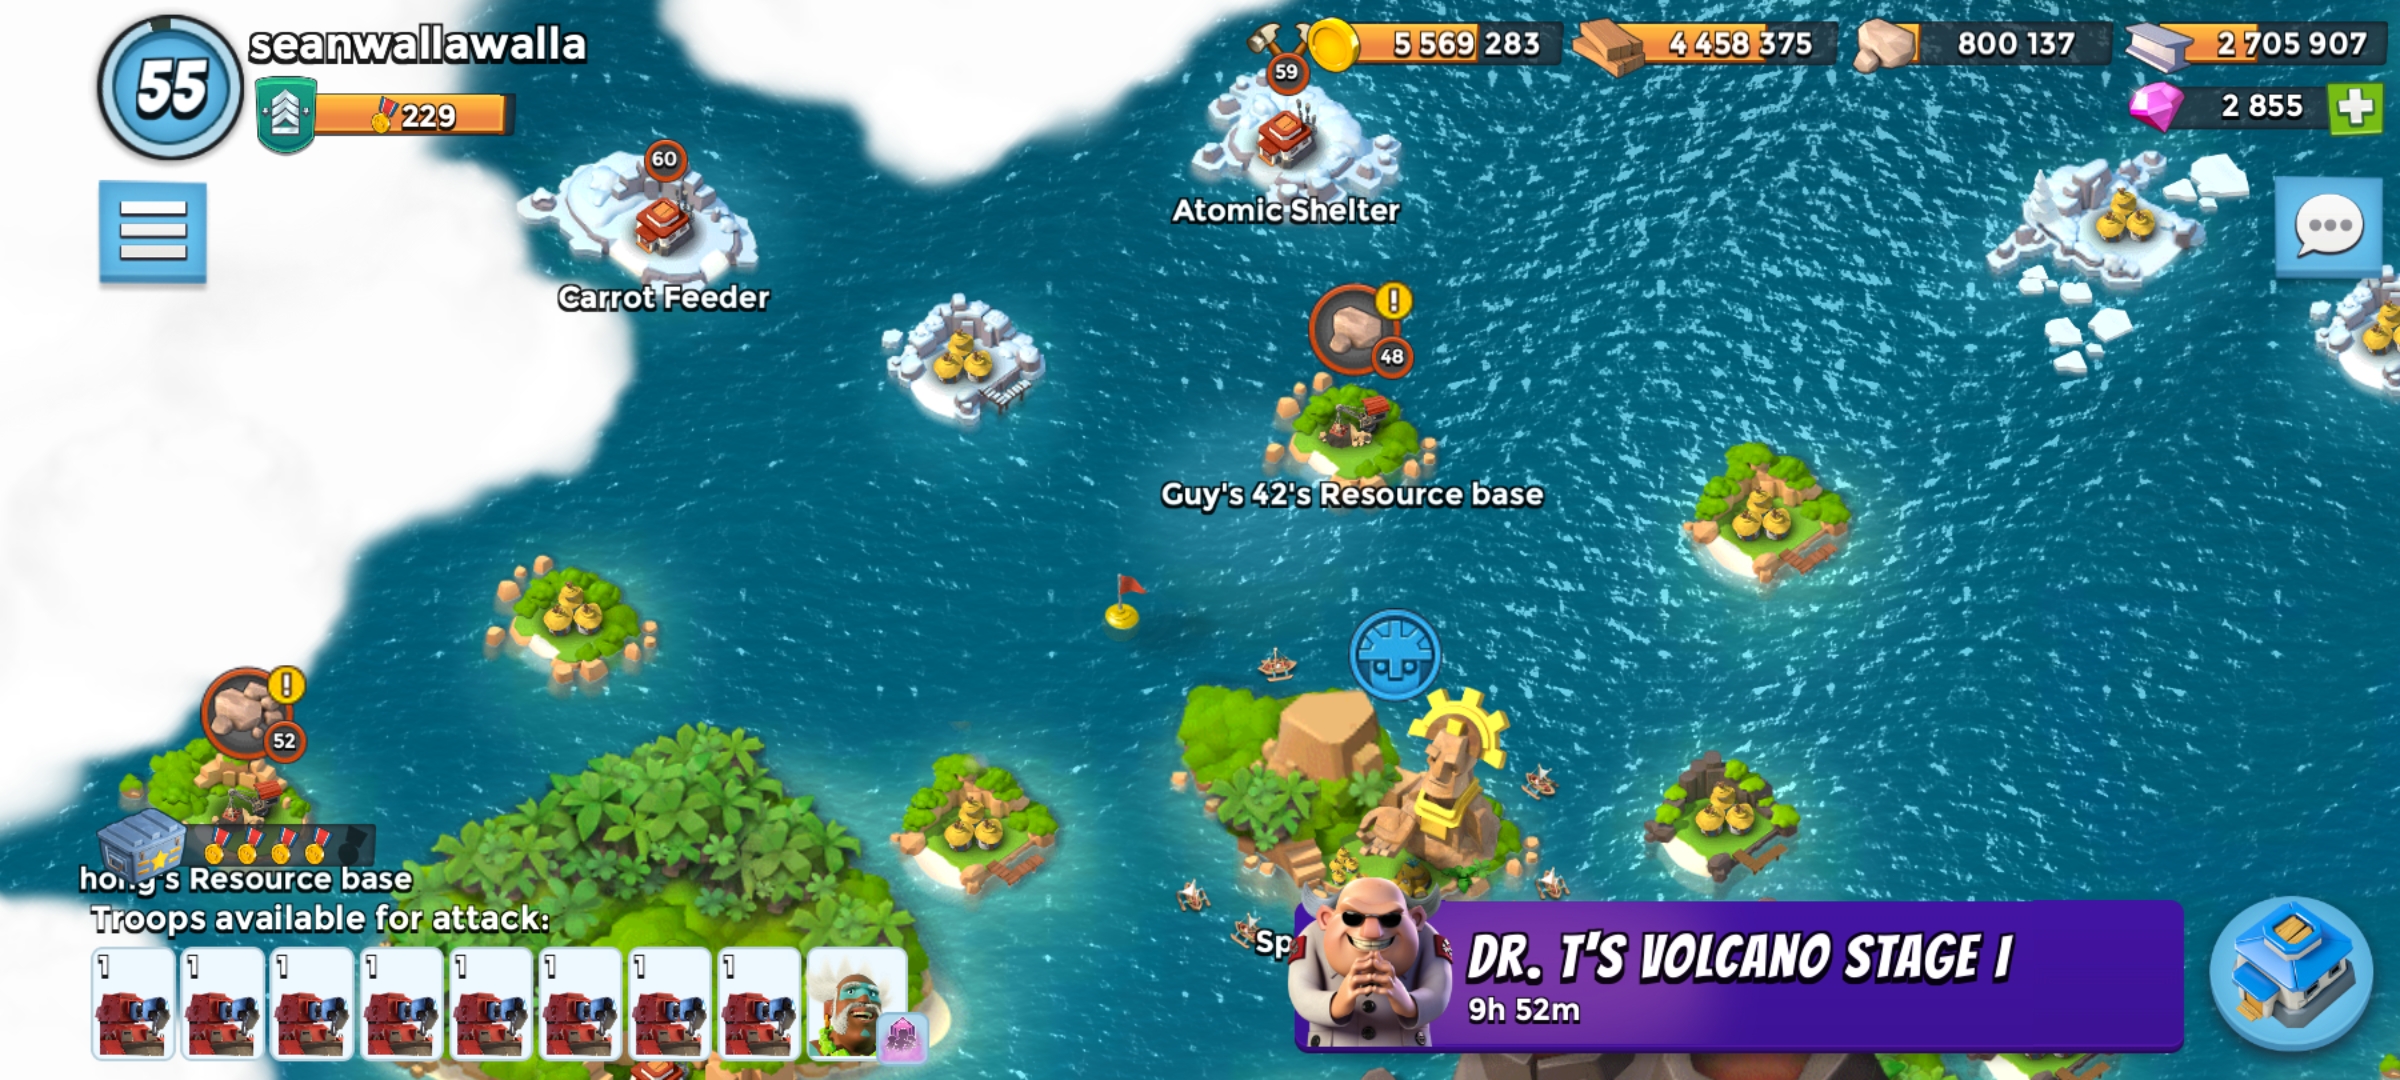 55
seanwallawalla
229
5 569 283
4 458 375
800 137
2 705 907
2 855
59
60
Atomic Shelter
Carrot Feeder
!
48
Guy's 42's Resource base
!
52
hong's Resource base
Troops available for attack:
1 1 1 1 1 1 1 1
Sp
DR. T'S VOLCANO STAGE I
9h 52m